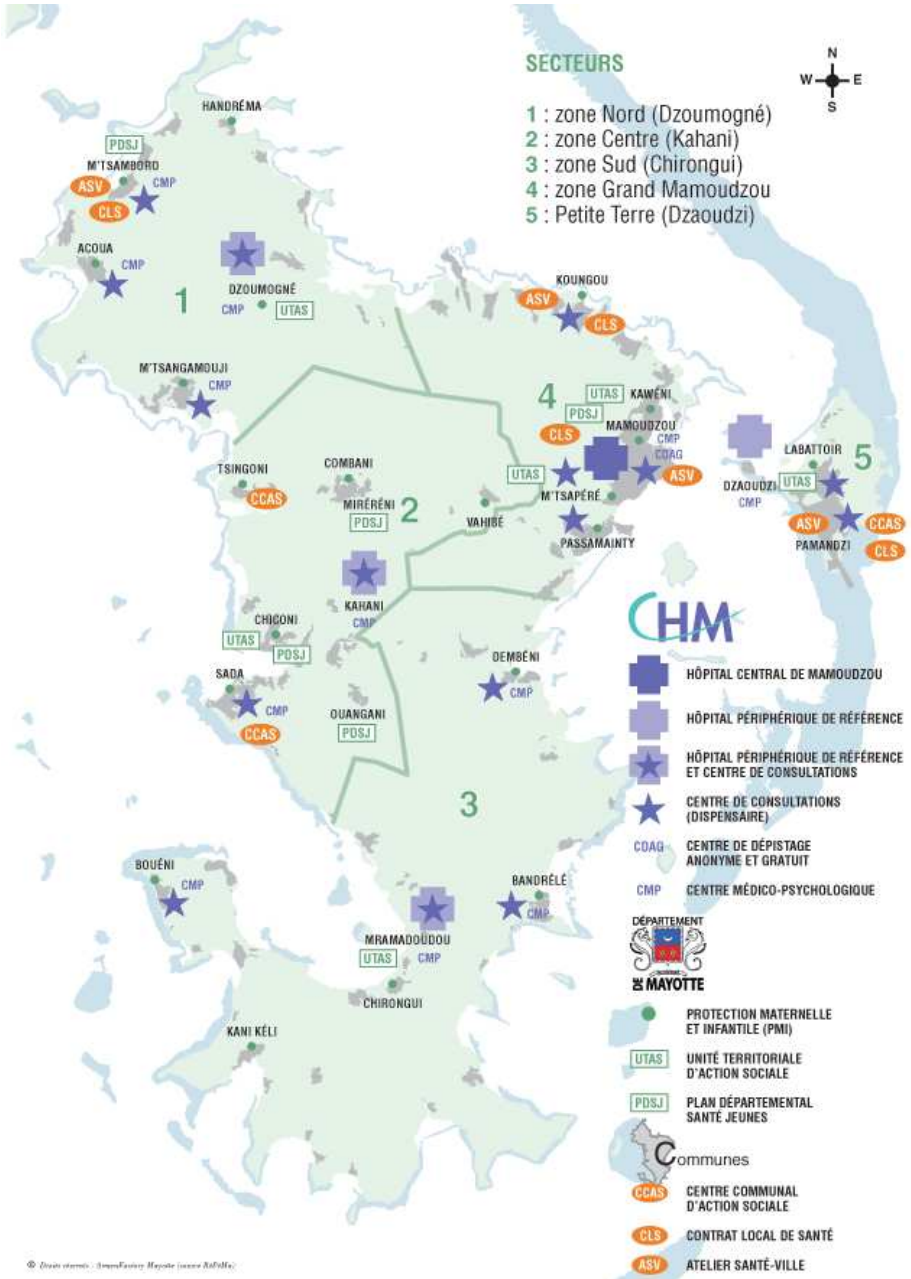 SECTEURS
1 : zone Nord (Dzoumogné)
2 : zone Centre (Kahani)
3 : zone Sud (Chirongui)
4 : zone Grand Mamoudzou
5 : Petite Terre (Dzaoudzi)
N
W E
S
HANDRÉMA
PDSJ
M'TSAMBORO
ASV
CMP
CLS
ACOUA
CMP
DZOUMOGNÉ
CMP
UTAS
1
M'TSANGAMOUJI
CMP
KOUNGOU
ASV
CLS
4
UTAS
KAWÉNI
PDSJ
MAMOUDZOU
CLS
CMP
CDAG
UTAS
ASV
M'TSAPÉRÉ
PASSAMAINTY
LABATTOIR
5
DZAOUDZI
UTAS
CMP
ASV
CCAS
PAMANDZI
CLS
TSINGONI
CCAS
COMBANI
MIRÉRÉNI
2
PDSJ
VAHIBÉ
KAHANI
CMP
CHICONI
UTAS
PDSJ
SADA
CMP
CCAS
OUANGANI
PDSJ
DEMBÉNI
CMP
3
BOUÉNI
CMP
BANDRÉLÉ
CMP
MRAMADOUDOU
UTAS
CMP
CHIRONGUI
KANI KÉLI
CHM
HÔPITAL CENTRAL DE MAMOUDZOU
HÔPITAL PÉRIPHÉRIQUE DE RÉFÉRENCE
HÔPITAL PÉRIPHÉRIQUE DE RÉFÉRENCE
ET CENTRE DE CONSULTATIONS
CENTRE DE CONSULTATIONS
(DISPENSAIRE)
CDAG CENTRE DE DÉPISTAGE
ANONYME ET GRATUIT
CMP CENTRE MÉDICO-PSYCHOLOGIQUE
DÉPARTEMENT
DE MAYOTTE
PROTECTION MATERNELLE
ET INFANTILE (PMI)
UTAS UNITÉ TERRITORIALE
D'ACTION SOCIALE
PDSJ PLAN DÉPARTEMENTAL
SANTÉ JEUNES
Communes
CCAS CENTRE COMMUNAL
D'ACTION SOCIALE
CLS CONTRAT LOCAL DE SANTÉ
ASV ATELIER SANTÉ-VILLE
© Droits réservés : Mayotte (source RéPéMa)